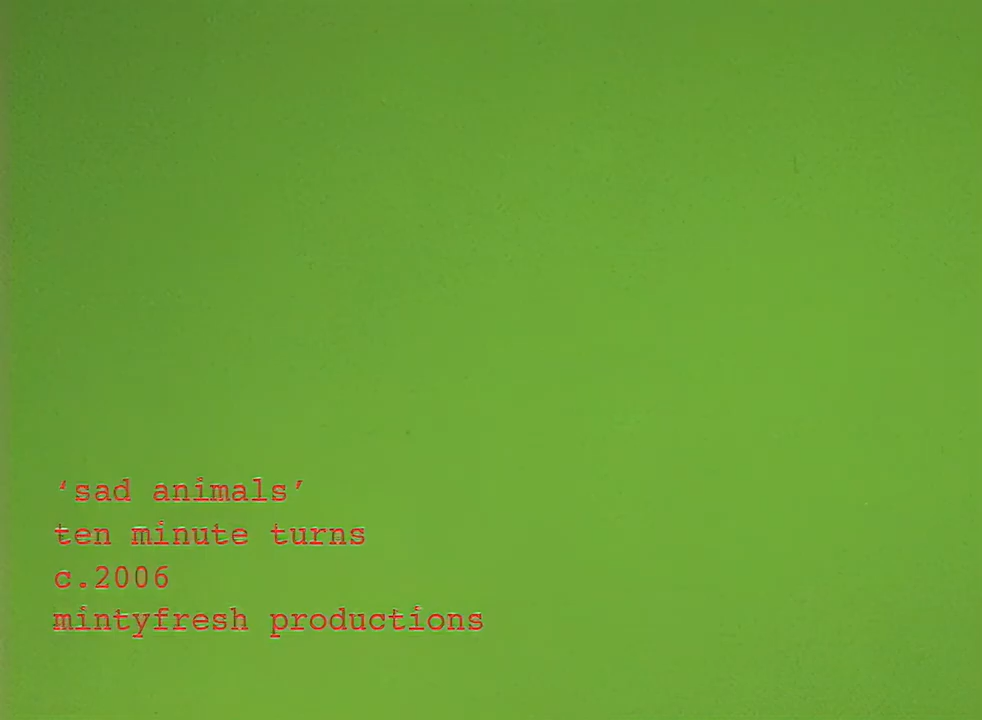 ‘sad animals’
ten minute turns
c.2006
mintyfresh productions